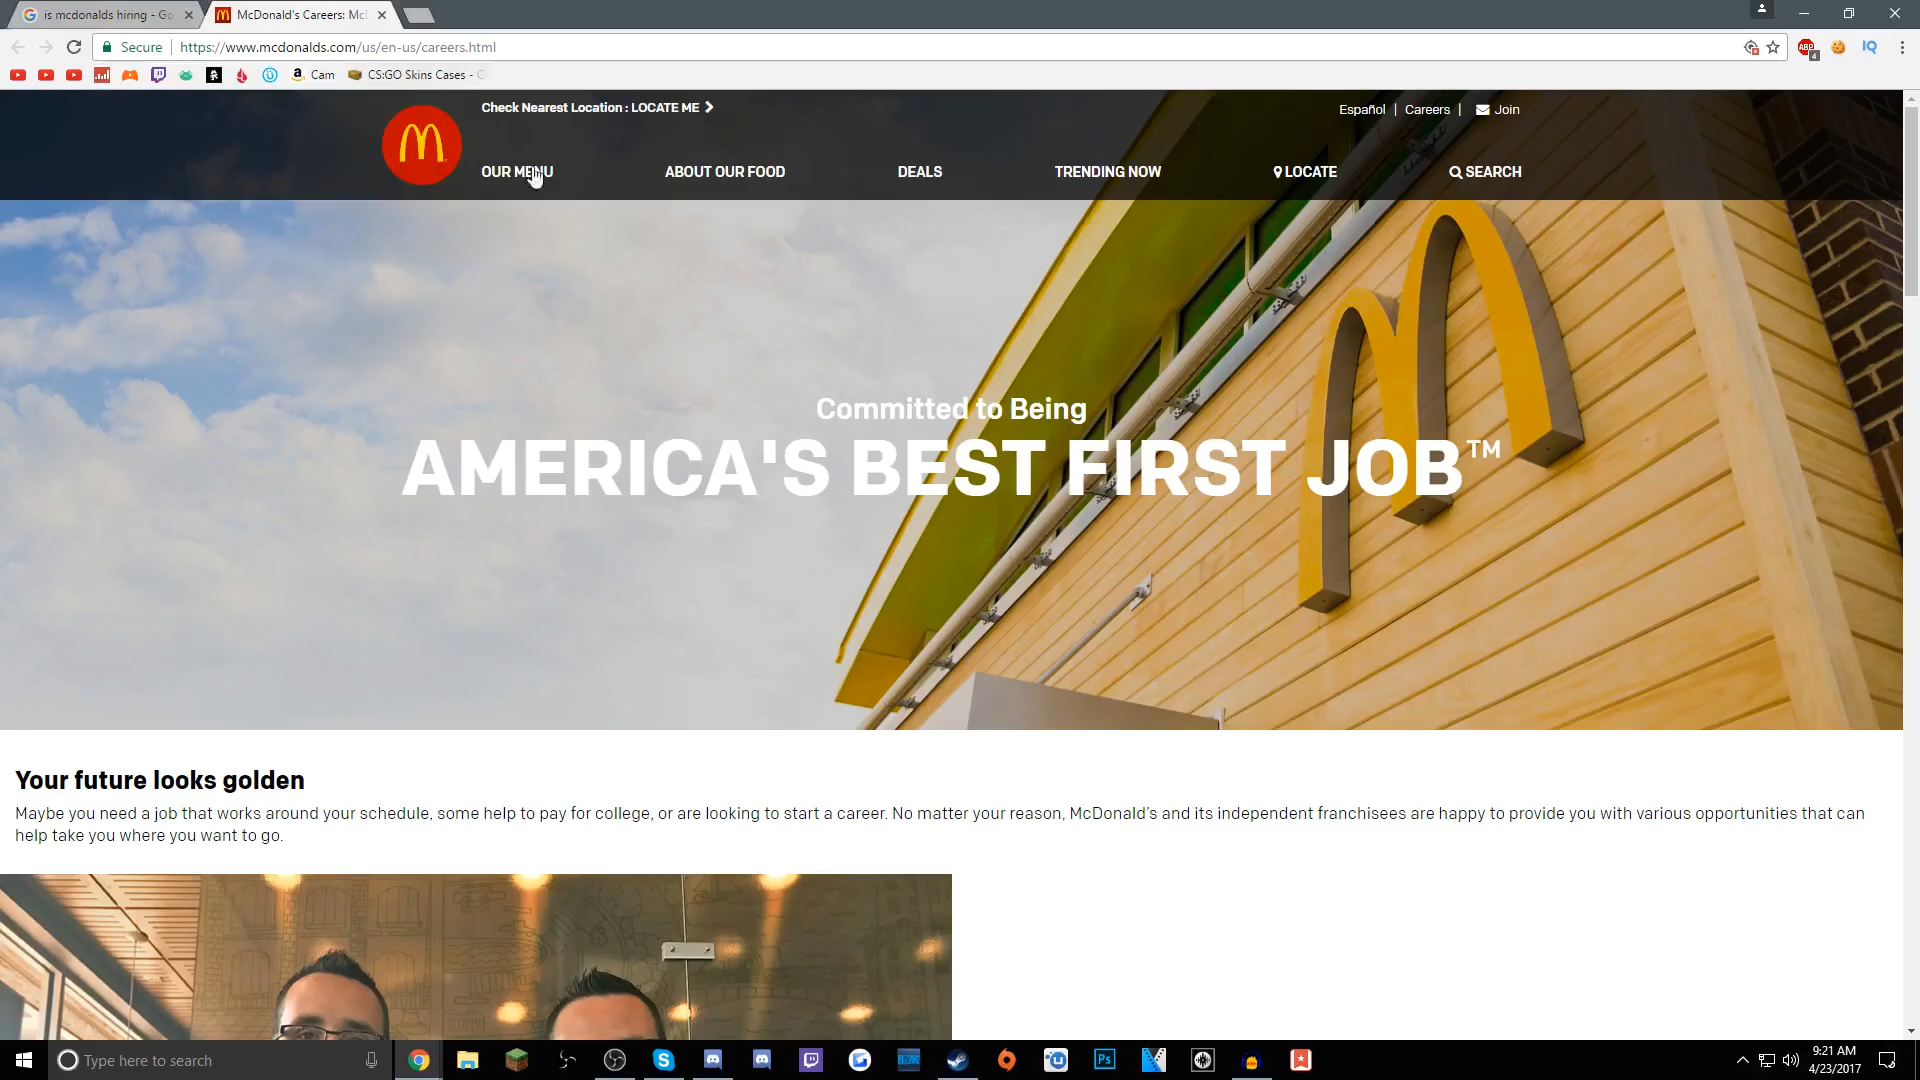 is mcdonalds hiring - Go
McDonald's Careers: Mc
Secure
https://www.mcdonalds.com/us/en-us/careers.html
ABP
4
IQ
a Cam
CS:GO Skins Cases - C
Check Nearest Location : LOCATE ME
Español | Careers | Join
OUR MENU
ABOUT OUR FOOD
DEALS
TRENDING NOW
LOCATE
SEARCH
Committed to Being
AMERICA'S BEST FIRST JOB™
Your future looks golden
Maybe you need a job that works around your schedule, some help to pay for college, or are looking to start a career. No matter your reason, McDonald's and its independent franchisees are happy to provide you with various opportunities that can
help take you where you want to go.
Type here to search
Ps
9:21 AM
4/23/2017